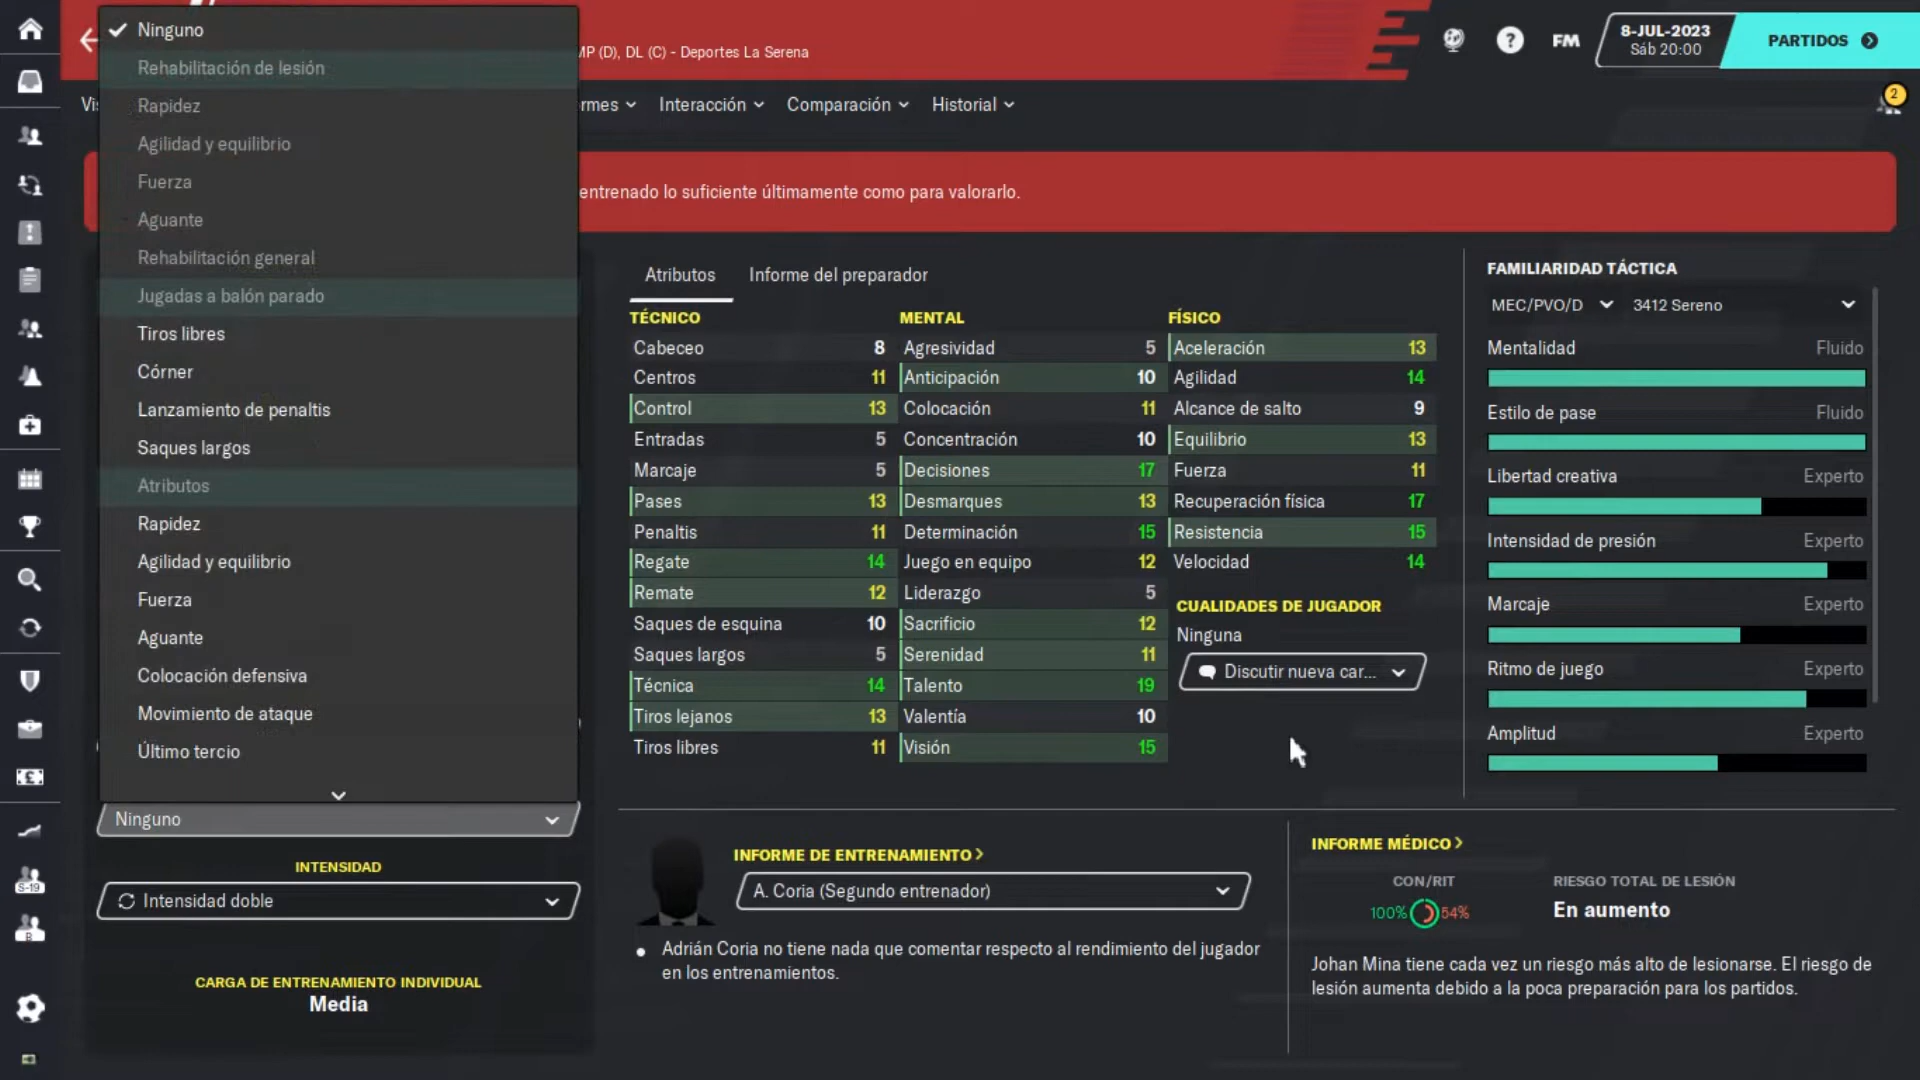 MP (D), DL (C) - Deportes La Serena
FM
8-JUL-2023
Sáb 20:00
PARTIDOS
Interacción
Comparación
Historial
2
entrenado lo suficiente últimamente como para valorarlo.
Ninguno
Rehabilitación de lesión
Rapidez
Agilidad y equilibrio
Fuerza
Aguante
Rehabilitación general
Jugadas a balón parado
Tiros libres
Córner
Lanzamiento de penaltis
Saques largos
Atributos
Rapidez
Agilidad y equilibrio
Fuerza
Aguante
Colocación defensiva
Movimiento de ataque
Último tercio
Ninguno
INTENSIDAD
Intensidad doble
CARGA DE ENTRENAMIENTO INDIVIDUAL
Media
S-19
B
Atributos
Informe del preparador
TÉCNICO
Cabeceo 8
Centros 11
Control 13
Entradas 5
Marcaje 5
Pases 13
Penaltis 11
Regate 14
Remate 12
Saques de esquina 10
Saques largos 5
Técnica 14
Tiros lejanos 13
Tiros libres 11
MENTAL
Agresividad 5
Anticipación 10
Colocación 11
Concentración 10
Decisiones 17
Desmarques 13
Determinación 15
Juego en equipo 12
Liderazgo 5
Sacrificio 12
Serenidad 11
Talento 19
Valentía 10
Visión 15
FÍSICO
Aceleración 13
Agilidad 14
Alcance de salto 9
Equilibrio 13
Fuerza 11
Recuperación física 17
Resistencia 15
Velocidad 14
CUALIDADES DE JUGADOR
Ninguna
Discutir nueva car...
FAMILIARIDAD TÁCTICA
MEC/PVO/D 3412 Sereno
Mentalidad Fluido
Estilo de pase Fluido
Libertad creativa Experto
Intensidad de presión Experto
Marcaje Experto
Ritmo de juego Experto
Amplitud Experto
INFORME DE ENTRENAMIENTO >
A. Coria (Segundo entrenador)
Adrián Coria no tiene nada que comentar respecto al rendimiento del jugador
en los entrenamientos.
INFORME MÉDICO >
CON/RIT
100% 54%
RIESGO TOTAL DE LESIÓN
En aumento
Johan Mina tiene cada vez un riesgo más alto de lesionarse. El riesgo de
lesión aumenta debido a la poca preparación para los partidos.